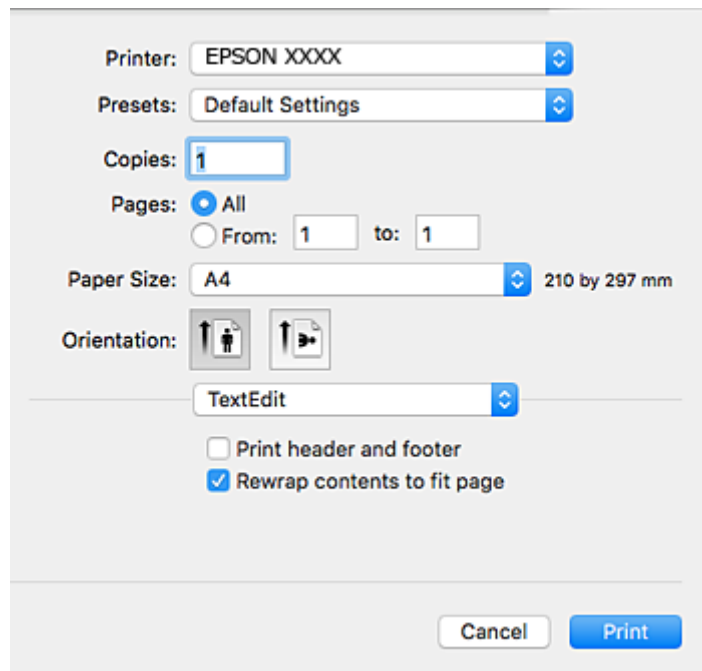 Printer: EPSON XXXX
Presets: Default Settings
Copies: 1
Pages: All
From: 1 to: 1
Paper Size: A4 210 by 297 mm
Orientation:
TextEdit
Print header and footer
Rewrap contents to fit page
Cancel Print